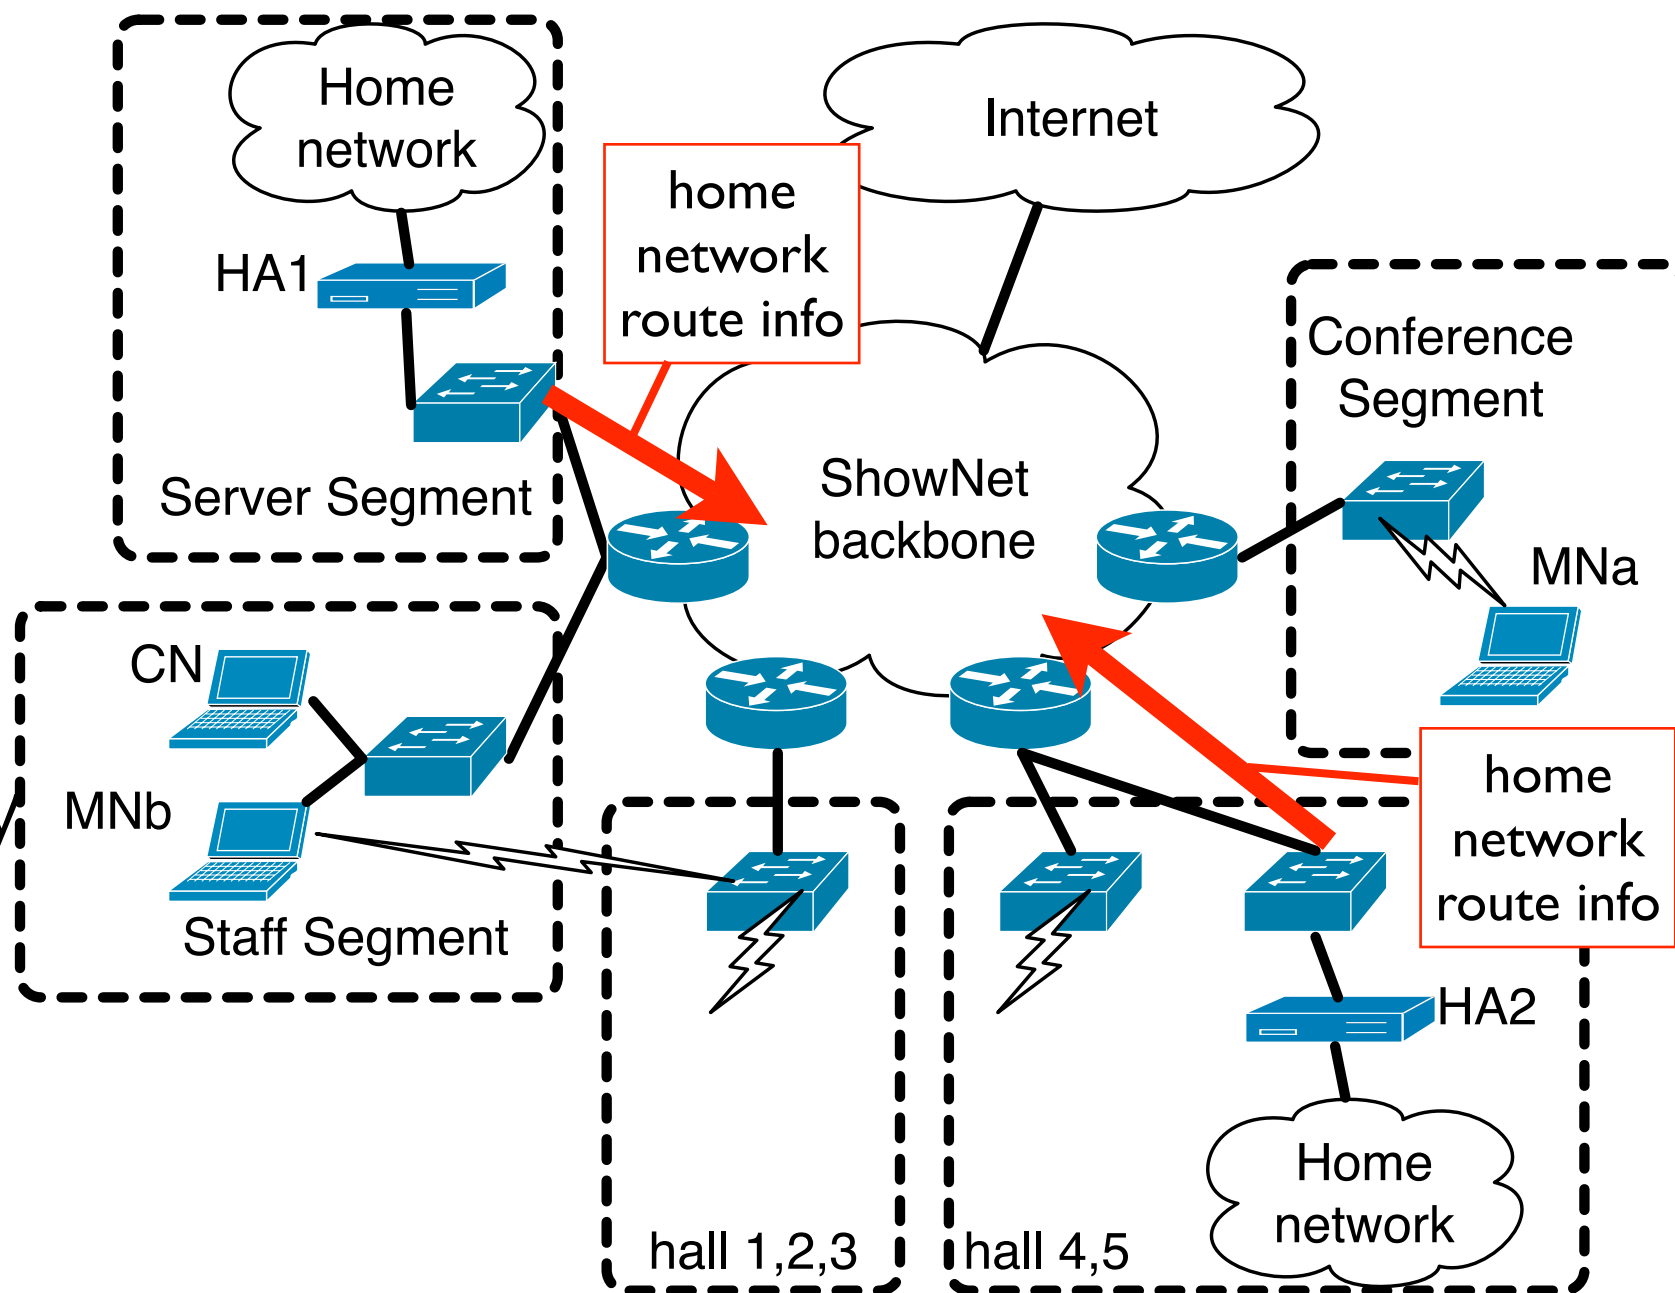 Home
network
Internet
home
network
route info
HA1
Conference
Segment
ShowNet
backbone
Server Segment
MNa
CN
MNb
Staff Segment
home
network
route info
HA2
Home
network
hall 1,2,3
hall 4,5